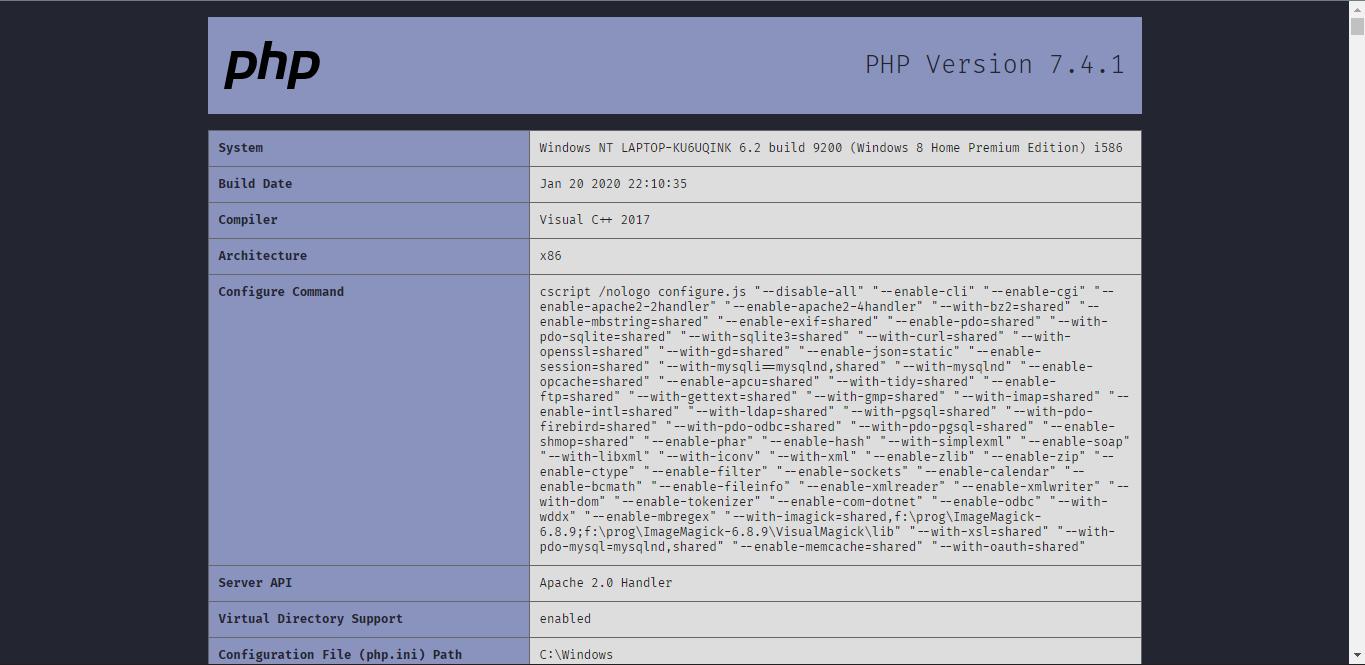 php
PHP Version 7.4.1
System
Windows NT LAPTOP-KU6UQINK 6.2 build 9200 (Windows 8 Home Premium Edition) i586
Build Date
Jan 20 2020 22:10:35
Compiler
Visual C++ 2017
Architecture
x86
Configure Command
cscript /nologo configure.js "--disable-all" "--enable-cli" "--enable-cgi" "--
enable-apache2-2handler" "--enable-apache2-4handler" "--with-bz2=shared" "--
enable-mbstring=shared" "--enable-exif=shared" "--enable-pdo=shared" "--with-
pdo-sqlite=shared" "--with-sqlite3=shared" "--with-curl=shared" "--with-
openssl=shared" "--with-gd=shared" "--enable-json=static" "--enable-
session=shared" "--with-mysqli==mysqlnd,shared" "--with-mysqlnd" "--enable-
opcache=shared" "--enable-apcu=shared" "--with-tidy=shared" "--enable-
ftp=shared" "--with-gettext=shared" "--with-gmp=shared" "--with-imap=shared" "--
enable-intl=shared" "--with-ldap=shared" "--with-pgsql=shared" "--with-pdo-
firebird=shared" "--with-pdo-odbc=shared" "--with-pdo-pgsql=shared" "--enable-
shmop=shared" "--enable-phar" "--enable-hash" "--with-simplexml" "--enable-soap"
"--with-libxml" "--with-iconv" "--with-xml" "--enable-zlib" "--enable-zip" "--
enable-ctype" "--enable-filter" "--enable-sockets" "--enable-calendar" "--
enable-bcmath" "--enable-fileinfo" "--enable-xmlreader" "--enable-xmlwriter" "--
with-dom" "--enable-tokenizer" "--enable-com-dotnet" "--enable-odbc" "--with-
wddx" "--enable-mbregex" "--with-imagick=shared,f:\prog\ImageMagick-
6.8.9;f:\prog\ImageMagick-6.8.9\VisualMagick\lib" "--with-xsl=shared" "--with-
pdo-mysql=mysqlnd,shared" "--enable-memcache=shared" "--with-oauth=shared"
Server API
Apache 2.0 Handler
Virtual Directory Support
enabled
Configuration File (php.ini) Path
C:\Windows